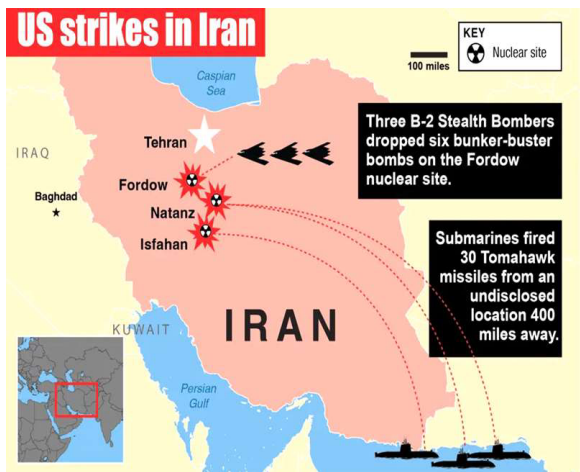 US strikes in Iran
KEY
Nuclear site
100 miles
Caspian
Sea
Three B-2 Stealth Bombers
dropped six bunker-buster
bombs on the Fordow
nuclear site.
Tehran
IRAQ
Fordow
Baghdad
Natanz
Isfahan
Submarines fired
30 Tomahawk
missiles from an
undisclosed
location 400
miles away.
IRAN
KUWAIT
Persian
Gulf